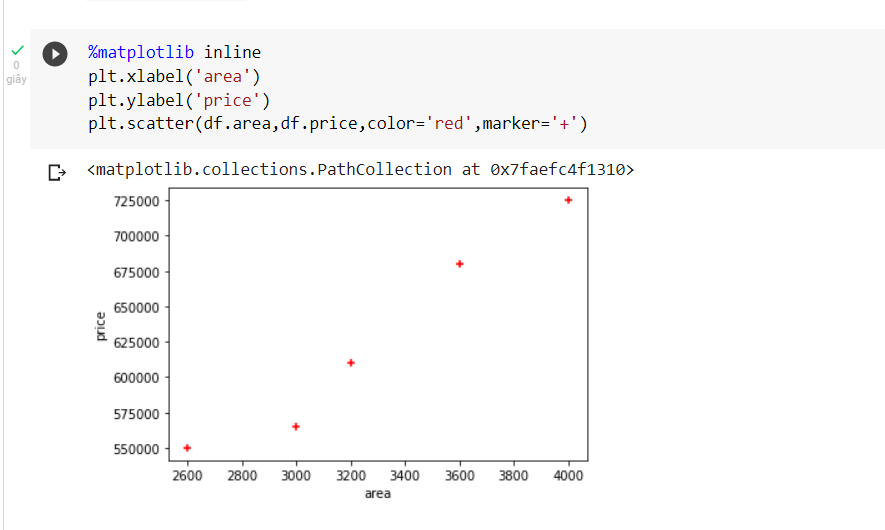 %matplotlib inline
plt.xlabel('area')
plt.ylabel('price')
plt.scatter(df.area,df.price,color='red',marker='+')
0
giây
<matplotlib.collections.PathCollection at 0x7faefc4f1310>
725000
700000
675000
650000
625000
600000
575000
550000
price
2600 2800 3000 3200 3400 3600 3800 4000
area